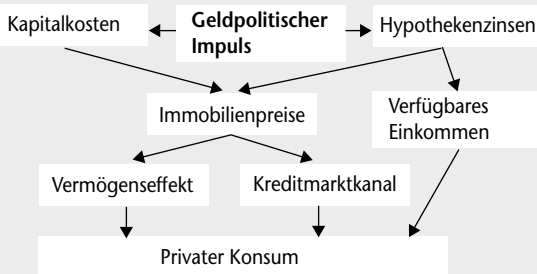 Kapitalkosten
Geldpolitischer
Impuls
Hypothekenzinsen
Immobilienpreise
Verfügbares
Einkommen
Vermögenseffekt
Kreditmarktkanal
Privater Konsum